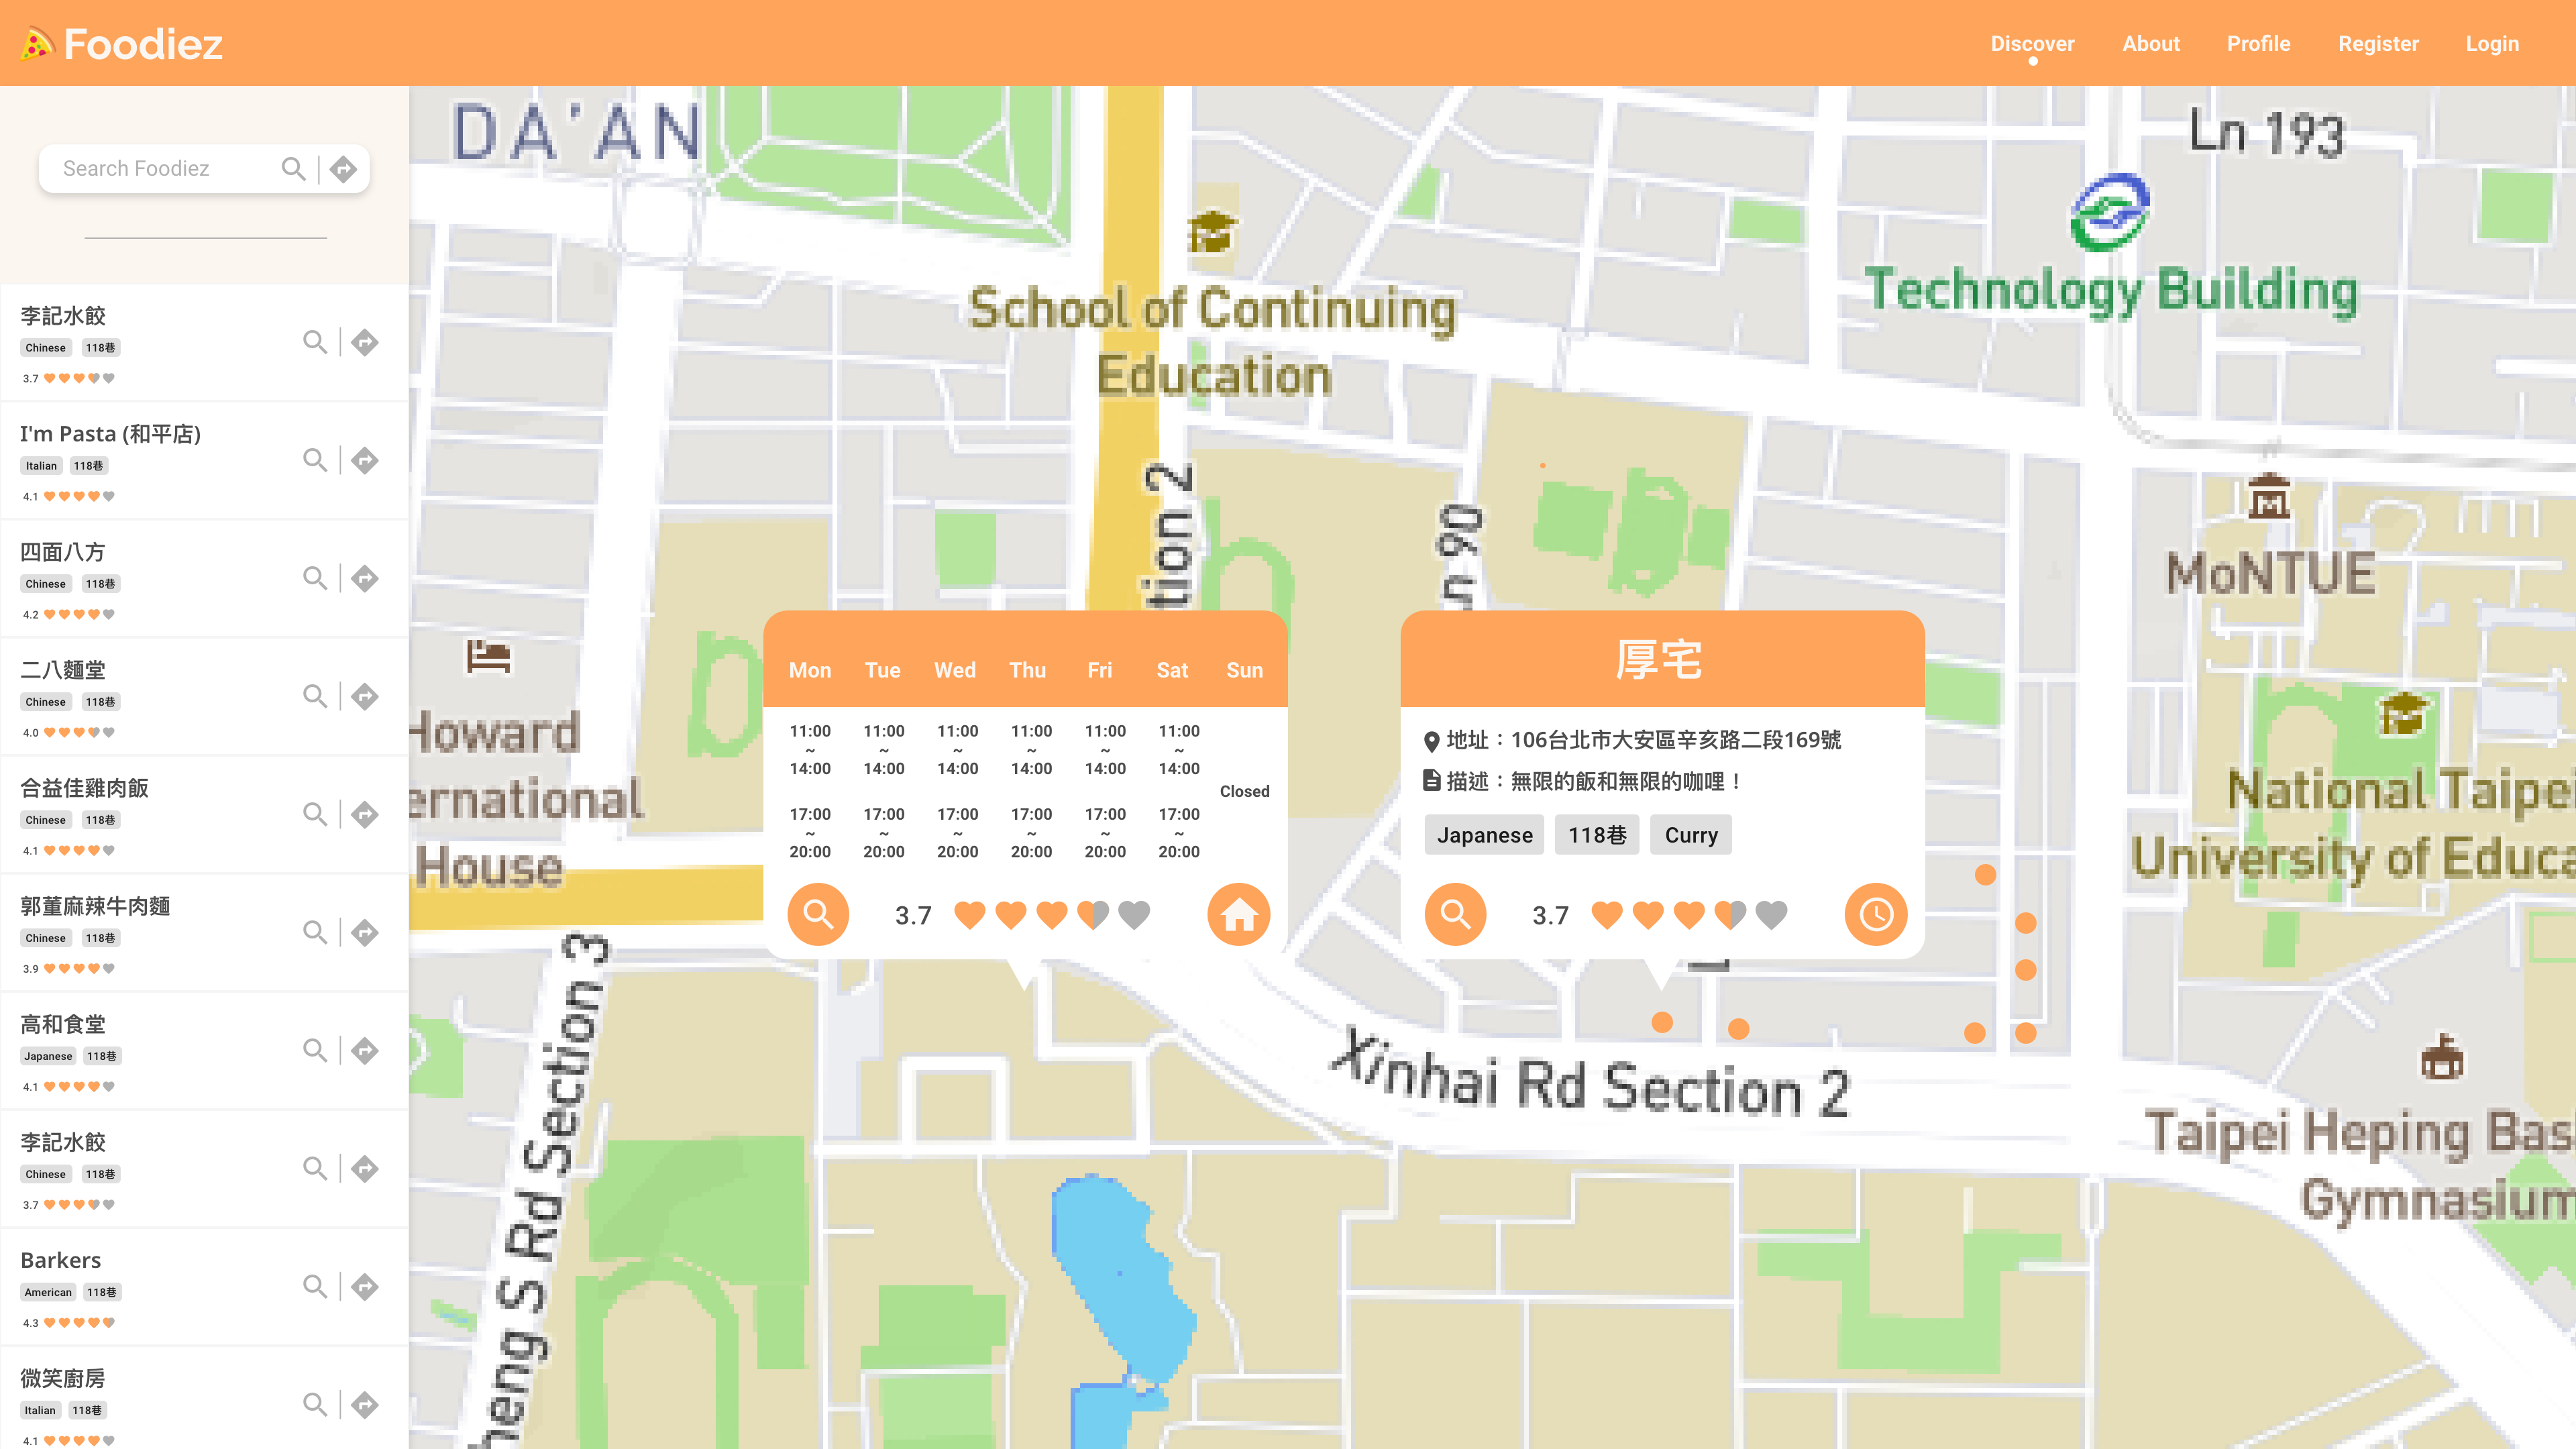 Foodiez
Discover About Profile Register Login
Search Foodiez
李記水餃
Chinese 118巷
3.7
I'm Pasta (和平店)
Italian 118巷
4.1
四面八方
Chinese 118巷
4.2
二八麵堂
Chinese 118巷
4.0
合益佳雞肉飯
Chinese 118巷
4.1
郭董麻辣牛肉麵
Chinese 118巷
3.9
高和食堂
Japanese 118巷
4.1
李記水餃
Chinese 118巷
3.7
Barkers
American 118巷
4.3
微笑廚房
Italian 118巷
4.1
DA'AN
Ln 193
Technology Building
School of Continuing
Education
tion 2
Ln 90
MoNTUE
Howard
ernational
House
National Taipe
University of Educa
Mon Tue Wed Thu Fri Sat Sun
11:00 11:00 11:00 11:00 11:00 11:00
~ ~ ~ ~ ~ ~
14:00 14:00 14:00 14:00 14:00 14:00
Closed
17:00 17:00 17:00 17:00 17:00 17:00
~ ~ ~ ~ ~ ~
20:00 20:00 20:00 20:00 20:00 20:00
3.7
厚宅
地址：106台北市大安區辛亥路二段169號
描述：無限的飯和無限的咖哩！
Japanese 118巷 Curry
3.7
heng S Rd Section 3
Xinhai Rd Section 2
Taipei Heping Bas
Gymnasium